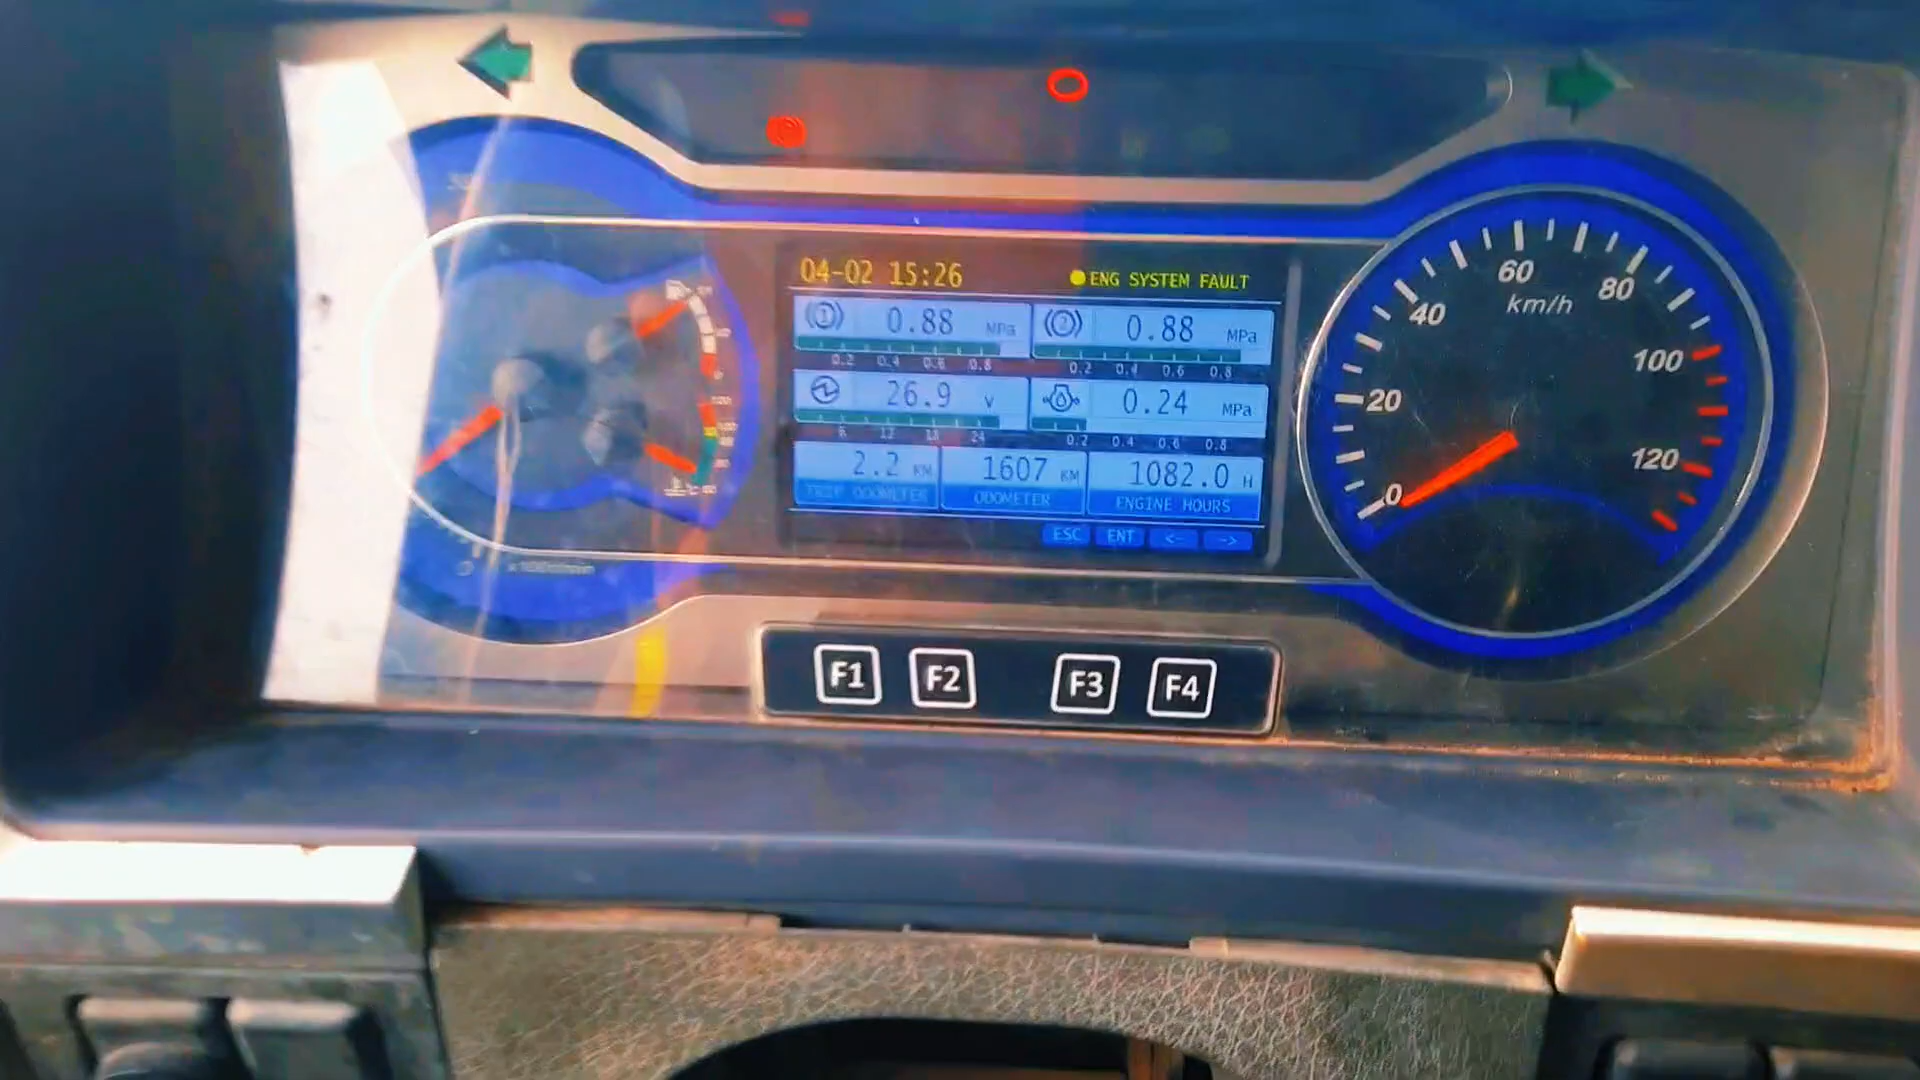 04-02 15:26
ENG SYSTEM FAULT
1 0.88 MPa
2 0.88 MPa
0.2 0.4 0.6 0.8
0.2 0.4 0.6 0.8
26.9 V
0.24 MPa
6 12 18 24
0.2 0.4 0.6 0.8
2.2 KM
1607 KM
1082.0 H
TRIP ODOMETER
ODOMETER
ENGINE HOURS
ESC ENT <- ->
0 20 40 60 80 100 120
km/h
F1 F2 F3 F4